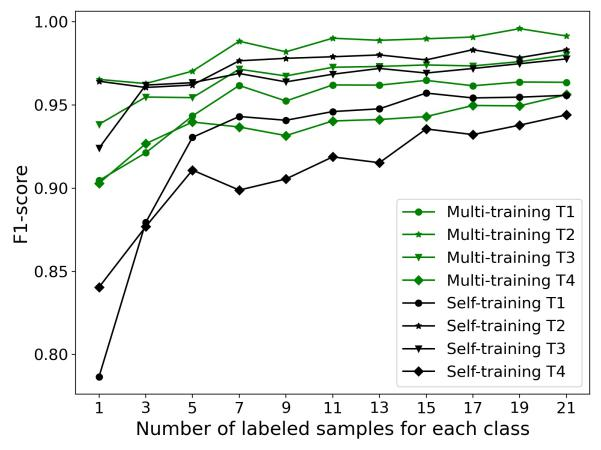 1.00
0.95
0.90
0.85
0.80
F1-score
1 3 5 7 9 11 13 15 17 19 21
Number of labeled samples for each class
Multi-training T1
Multi-training T2
Multi-training T3
Multi-training T4
Self-training T1
Self-training T2
Self-training T3
Self-training T4